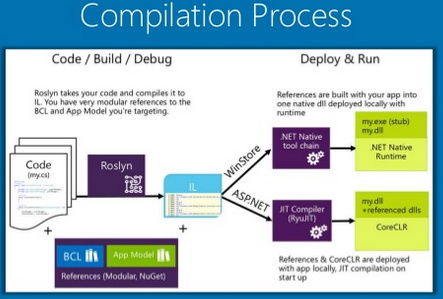 Compilation Process
Code / Build / Debug
Deploy & Run
Roslyn takes your code and compiles it to
IL. You have very modular references to the
BCL and App Model you're targeting.
References are built with your app into
one native dll deployed locally with
runtime
Code
(my.cs)
Roslyn
IL
WinStore
ASP.NET
.NET Native
tool chain
my.exe (stub)
my.dll
.NET Native
Runtime
JIT Compiler
(RyuJIT)
my.dll
+referenced dlls
CoreCLR
+
+
BCL
App Model
References (Modular, NuGet)
References & CoreCLR are deployed
with app locally, JIT compilation on
start up